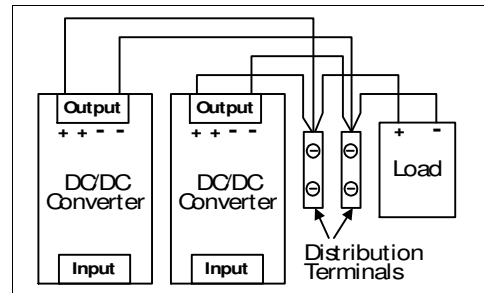 Output
+ + - -
DC/DC
Converter
Input
Output
+ + - -
DC/DC
Converter
Input
+ -
Load
Distribution
Terminals